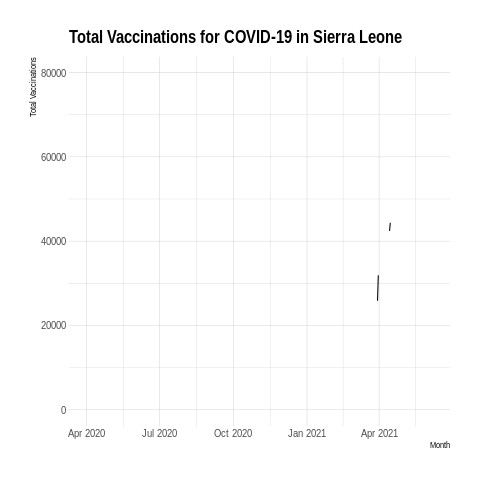 Total Vaccinations for COVID-19 in Sierra Leone
Total Vaccinations
80000
60000
40000
20000
0
Apr 2020 Jul 2020 Oct 2020 Jan 2021 Apr 2021
Month